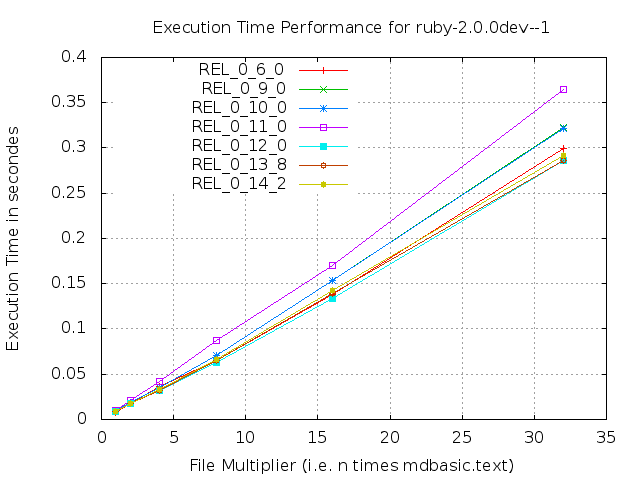 Execution Time Performance for ruby-2.0.0dev--1
Execution Time in secondes
0.4
0.35
0.3
0.25
0.2
0.15
0.1
0.05
0
REL_0_6_0
REL_0_9_0
REL_0_10_0
REL_0_11_0
REL_0_12_0
REL_0_13_8
REL_0_14_2
0 5 10 15 20 25 30 35
File Multiplier (i.e. n times mdbasic.text)